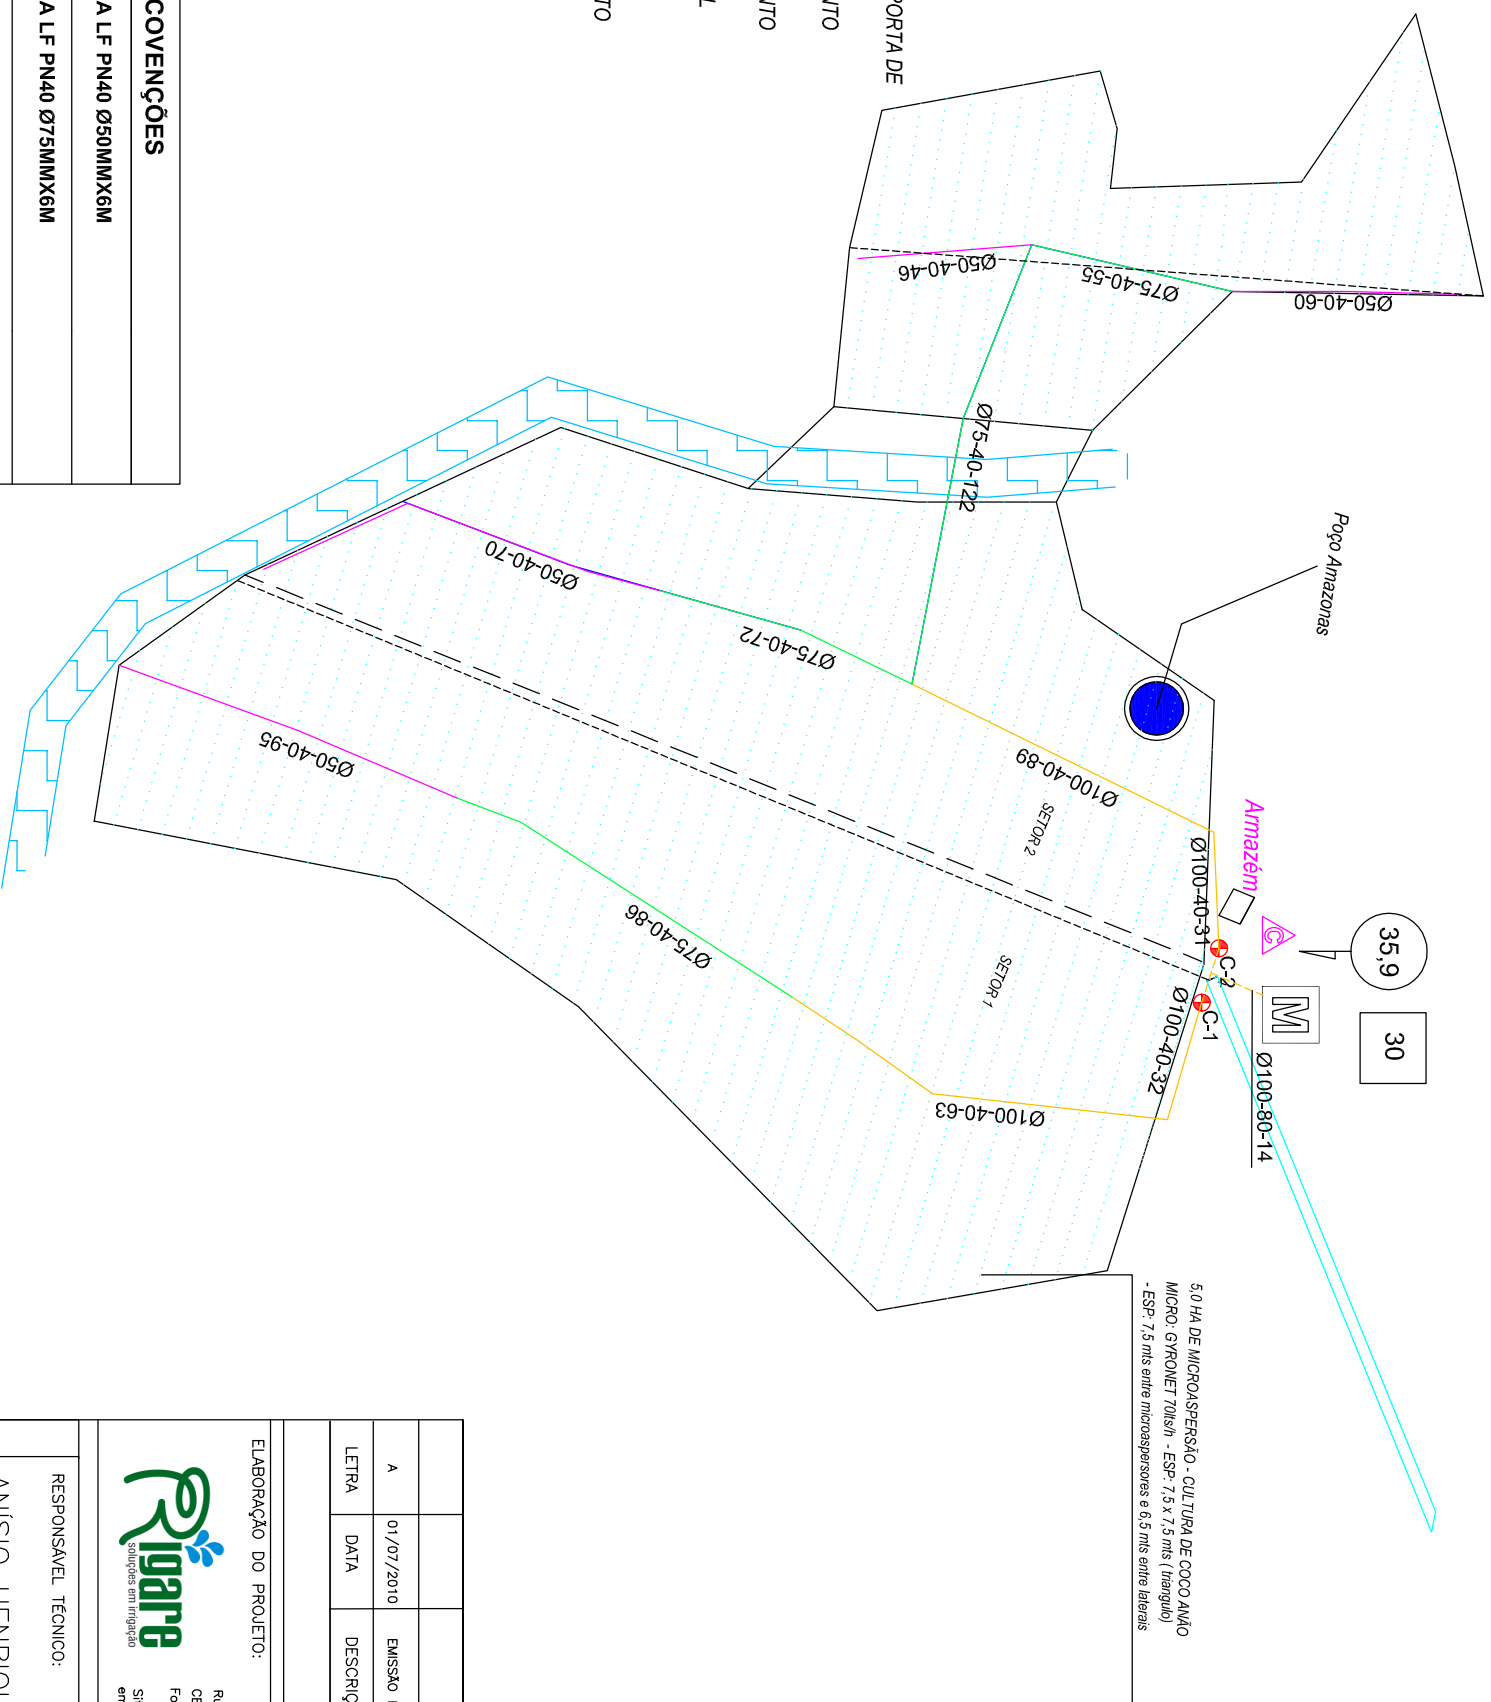 PORTA DE
NTO
NTO
L
TO
COVENÇÕES
A LF PN40 Ø50MMX6M
A LF PN40 Ø75MMX6M
Ø50-40-46
Ø75-40-55
Ø50-40-60
Ø75-40-122
Poço Amazonas
Ø50-40-70
Ø75-40-72
Ø100-40-89
Ø50-40-95
Ø75-40-86
Ø100-40-63
SETOR 2
SETOR 1
Armazém
Ø100-40-31
C-2
C-1
Ø100-40-32
C
35,9
M
30
Ø100-80-14
5,0 HA DE MICROASPERSÃO - CULTURA DE COCO ANÃO
MICRO: GYRONET 70lts/h - ESP: 7,5 x 7,5 mts ( triangulo)
- ESP: 7,5 mts entre microaspersores e 6,5 mts entre laterais
A 01/07/2010 EMISSÃO
LETRA DATA DESCRIÇ
ELABORAÇÃO DO PROJETO:
Rigare
soluções em irrigação
RESPONSÁVEL TÉCNICO: